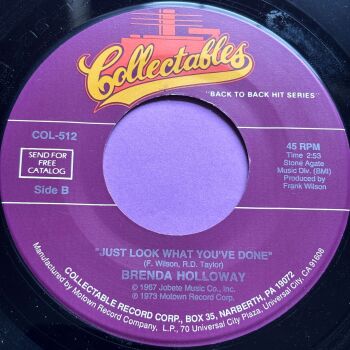 Collectables
"BACK TO BACK HIT SERIES"
COL-512
SEND FOR
FREE
CATALOG
Side B
45 RPM
Time 2:53
Stone Agate
Music Div. (BMI)
Produced by
Frank Wilson
"JUST LOOK WHAT YOU'VE DONE"
(F. Wilson, R.D. Taylor)
BRENDA HOLLOWAY
℗ 1967 Jobete Music Co., Inc.
℗ 1973 Motown Record Corp.
COLLECTABLE RECORD CORP., BOX 35, NARBERTH, PA 19072
Manufactured by Motown Record Corp. L.P., 70 Universal City Plaza, Universal City, CA 91608